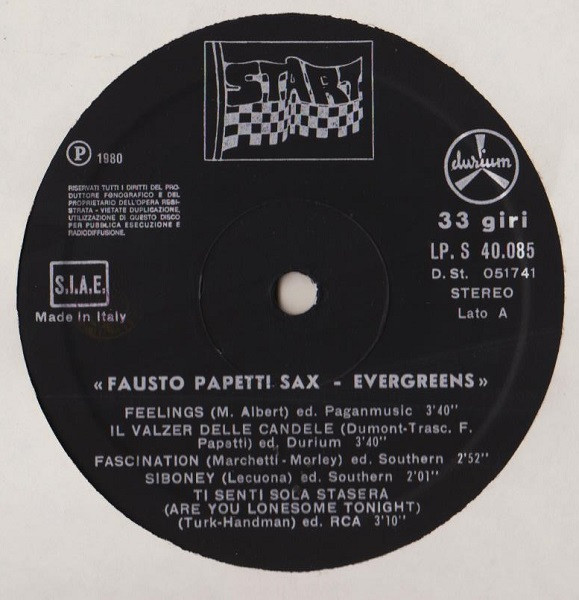 START
P 1980
RISERVATI TUTTI I DIRITTI DEL PRO-
DUTTORE FONOGRAFICO E DEL
PROPRIETARIO DELL'OPERA REGI-
STRATA - VIETATE DUPLICAZIONE,
UTILIZZAZIONE DI QUESTO DISCO
PER PUBBLICA ESECUZIONE E
RADIODIFFUSIONE.
S.I.A.E.
Made in Italy
durium
33 giri
LP. S 40.085
D. St. 051741
STEREO
Lato A
«FAUSTO PAPETTI SAX - EVERGREENS»
FEELINGS (M. Albert) ed. Paganmusic 3'40''
IL VALZER DELLE CANDELE (Dumont-Trasc. F.
Papetti) ed. Durium 3'40''
FASCINATION (Marchetti-Morley) ed. Southern 2'52''
SIBONEY (Lecuona) ed. Southern 2'01''
TI SENTI SOLA STASERA
(ARE YOU LONESOME TONIGHT)
(Turk-Handman) ed. RCA 3'10''